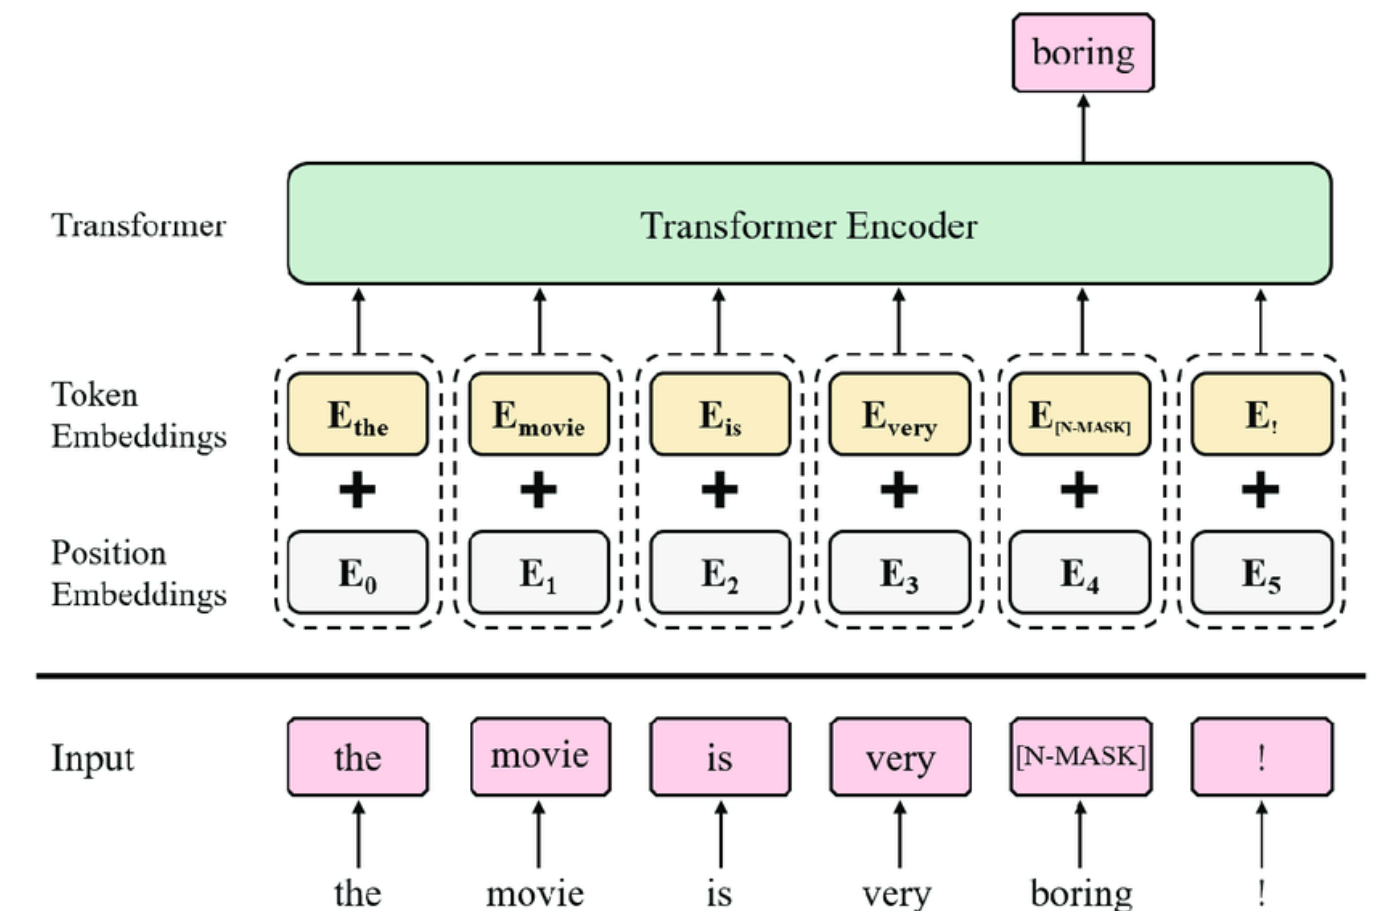 boring
Transformer
Transformer Encoder
Token
Embeddings
E_the
E_movie
E_is
E_very
E_[N-MASK]
E_!
+ + + + + +
Position
Embeddings
E_0
E_1
E_2
E_3
E_4
E_5
Input
the
movie
is
very
[N-MASK]
!
the
movie
is
very
boring
!